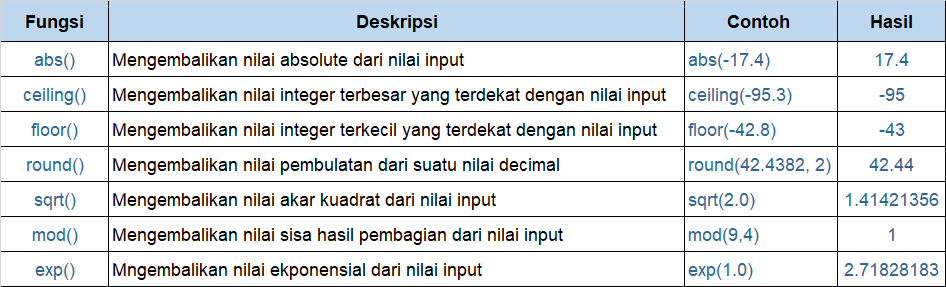 Fungsi Deskripsi Contoh Hasil
abs() Mengembalikan nilai absolute dari nilai input abs(-17.4) 17.4
ceiling() Mengembalikan nilai integer terbesar yang terdekat dengan nilai input ceiling(-95.3) -95
floor() Mengembalikan nilai integer terkecil yang terdekat dengan nilai input floor(-42.8) -43
round() Mengembalikan nilai pembulatan dari suatu nilai decimal round(42.4382, 2) 42.44
sqrt() Mengembalikan nilai akar kuadrat dari nilai input sqrt(2.0) 1.41421356
mod() Mengembalikan nilai sisa hasil pembagian dari nilai input mod(9,4) 1
exp() Mngembalikan nilai ekponensial dari nilai input exp(1.0) 2.71828183